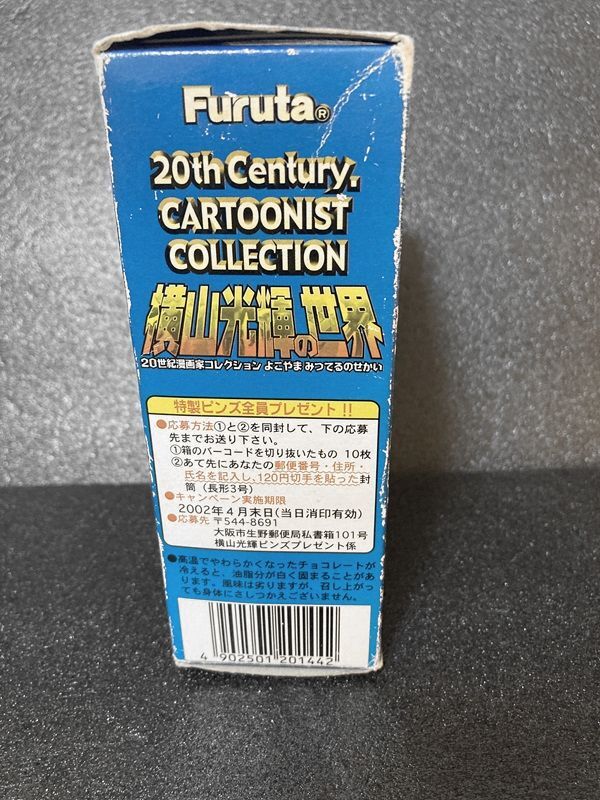 Furuta®
20th Century.
CARTOONIST
COLLECTION
横山光輝の世界
20世紀漫画家コレクション よこやま みつてるのせかい
特製ピンズ全員プレゼント!!
●応募方法①と②を同封して、下の応募
先までお送り下さい。
①箱のバーコードを切り抜いたもの 10枚
②あて先にあなたの郵便番号・住所・
氏名を記入し、120円切手を貼った封
筒(長形3号)
●キャンペーン実施期限
2002年4月末日(当日消印有効)
●応募先 〒544-8691
大阪市生野郵便局私書箱101号
横山光輝ピンズプレゼント係
●高温でやわらかくなったチョコレートが
冷えると、油脂分が白く固まることがあ
ります。風味は劣りますが、召し上がっ
ても身体にさしつかえございません。
4 902501 201442